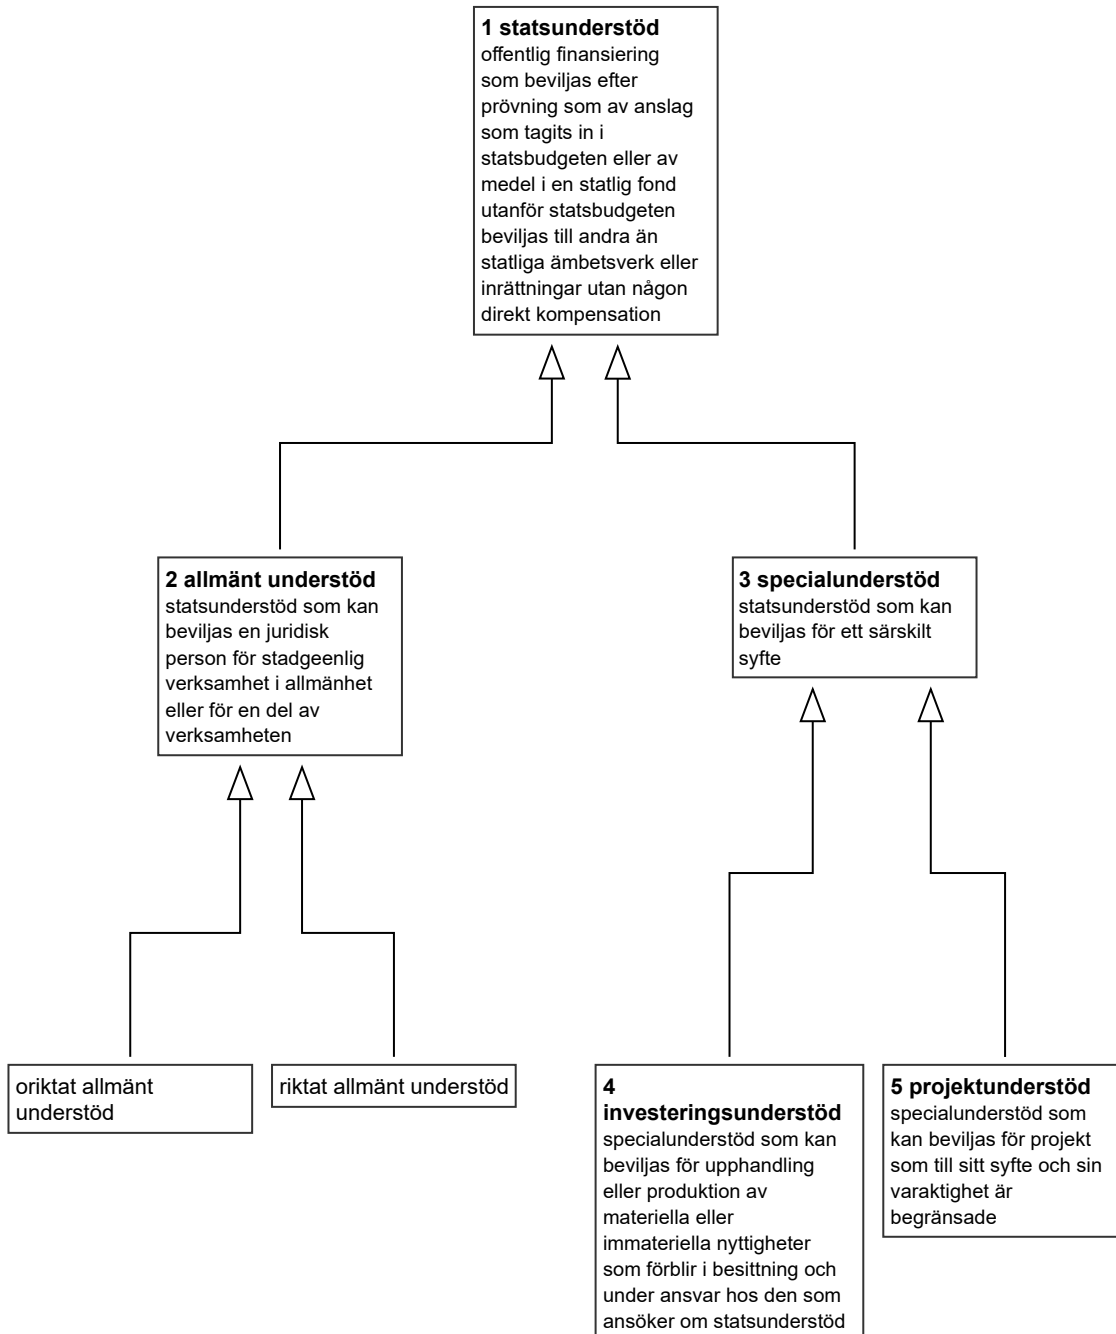 1 statsunderstöd
offentlig finansiering
som beviljas efter
prövning som av anslag
som tagits in i
statsbudgeten eller av
medel i en statlig fond
utanför statsbudgeten
beviljas till andra än
statliga ämbetsverk eller
inrättningar utan någon
direkt kompensation
2 allmänt understöd
statsunderstöd som kan
beviljas en juridisk
person för stadgeenlig
verksamhet i allmänhet
eller för en del av
verksamheten
3 specialunderstöd
statsunderstöd som kan
beviljas för ett särskilt
syfte
oriktat allmänt
understöd
riktat allmänt understöd
4
investeringsunderstöd
specialunderstöd som kan
beviljas för upphandling
eller produktion av
materiella eller
immateriella nyttigheter
som förblir i besittning och
under ansvar hos den som
ansöker om statsunderstöd
5 projektunderstöd
specialunderstöd som
kan beviljas för projekt
som till sitt syfte och sin
varaktighet är
begränsade